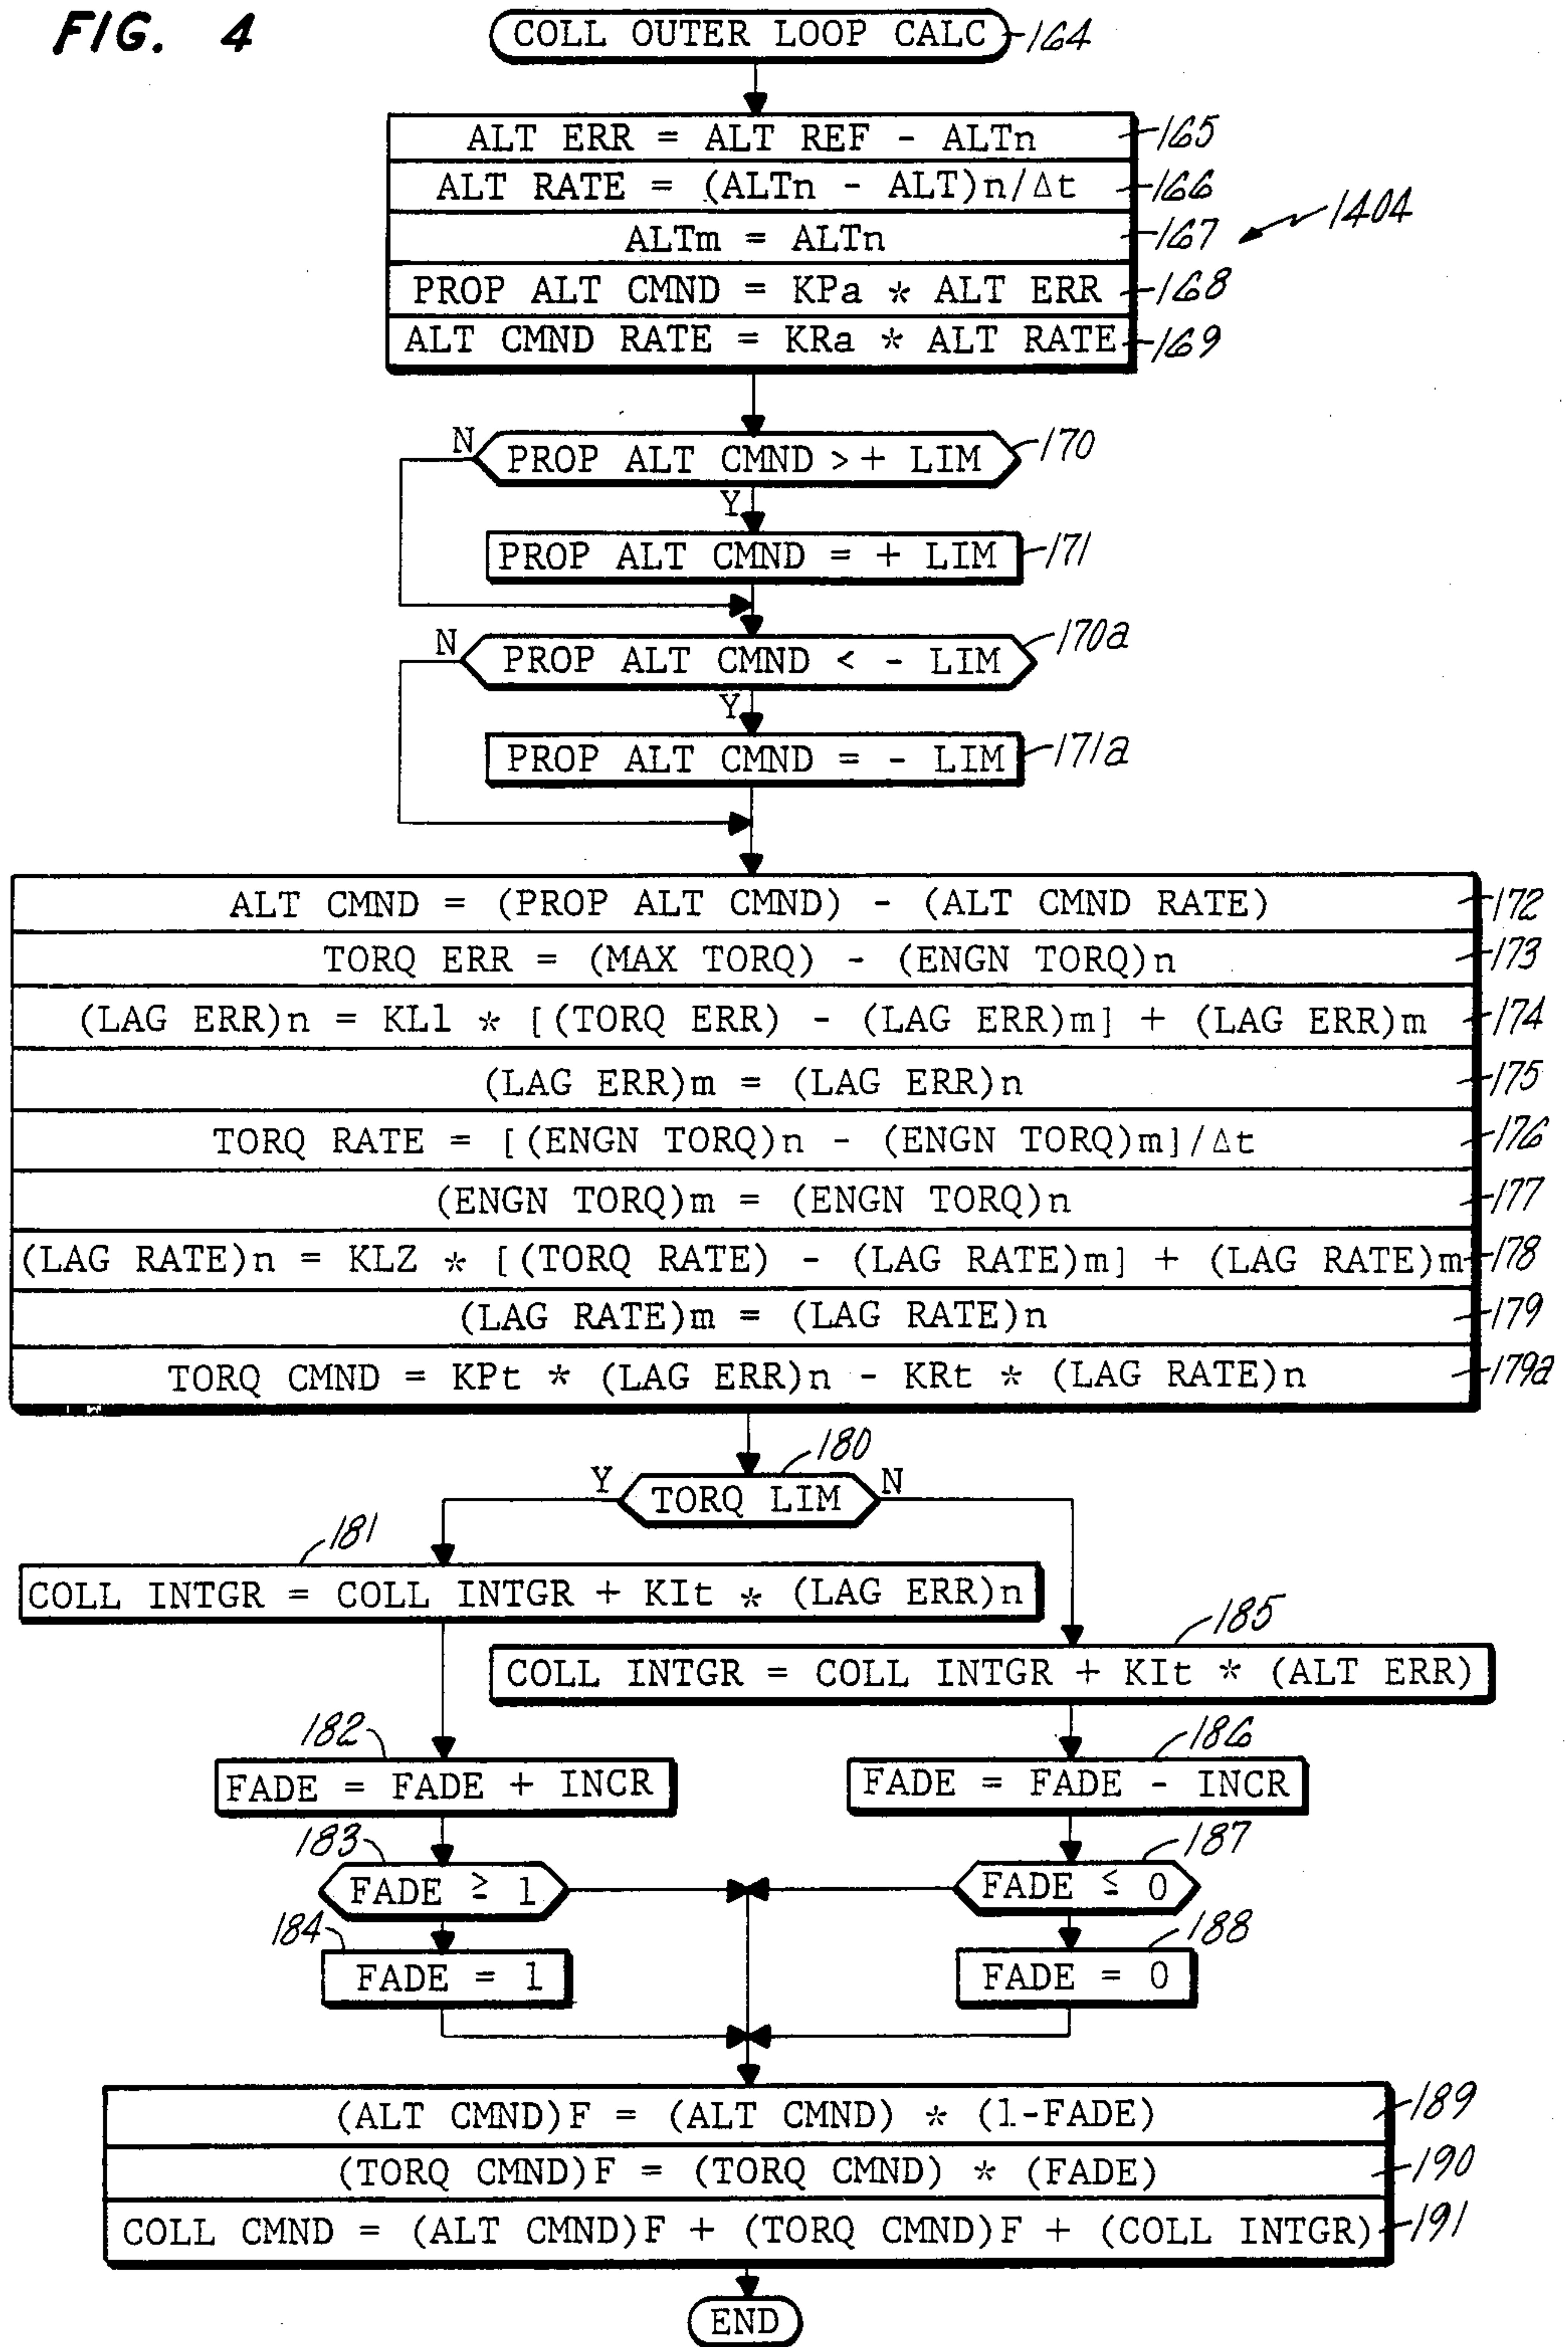 FIG. 4
COLL OUTER LOOP CALC 164
ALT ERR = ALT REF - ALTn 165
ALT RATE = (ALTn - ALT)n/Δt 166
1404
ALTm = ALTn 167
PROP ALT CMND = KPa * ALT ERR 168
ALT CMND RATE = KRa * ALT RATE 169
N PROP ALT CMND > + LIM 170
Y
PROP ALT CMND = + LIM 171
N PROP ALT CMND < - LIM 170a
Y
PROP ALT CMND = - LIM 171a
ALT CMND = (PROP ALT CMND) - (ALT CMND RATE) 172
TORQ ERR = (MAX TORQ) - (ENGN TORQ)n 173
(LAG ERR)n = KL1 * [(TORQ ERR) - (LAG ERR)m] + (LAG ERR)m 174
(LAG ERR)m = (LAG ERR)n 175
TORQ RATE = [(ENGN TORQ)n - (ENGN TORQ)m]/Δt 176
(ENGN TORQ)m = (ENGN TORQ)n 177
(LAG RATE)n = KLZ * [(TORQ RATE) - (LAG RATE)m] + (LAG RATE)m 178
(LAG RATE)m = (LAG RATE)n 179
TORQ CMND = KPt * (LAG ERR)n - KRt * (LAG RATE)n 179a
180
Y TORQ LIM N
181
COLL INTGR = COLL INTGR + KIt * (LAG ERR)n
185
COLL INTGR = COLL INTGR + KIt * (ALT ERR)
182 186
FADE = FADE + INCR FADE = FADE - INCR
183 187
FADE ≥ 1 FADE ≤ 0
184 188
FADE = 1 FADE = 0
(ALT CMND)F = (ALT CMND) * (1-FADE) 189
(TORQ CMND)F = (TORQ CMND) * (FADE) 190
COLL CMND = (ALT CMND)F + (TORQ CMND)F + (COLL INTGR) 191
END